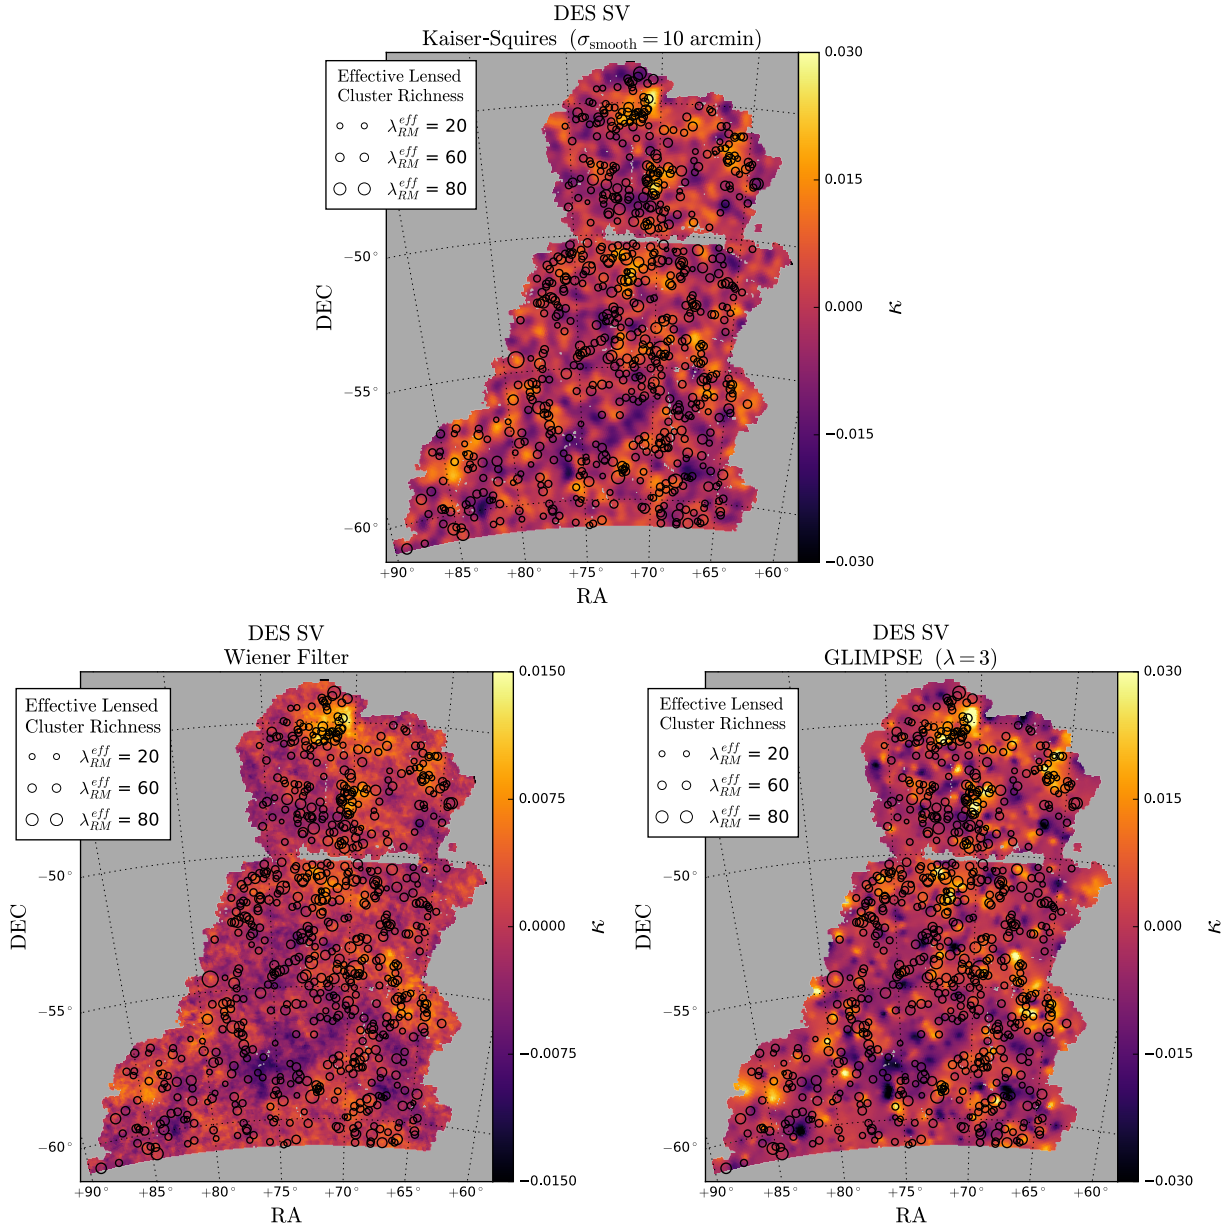 DES SV
Kaiser-Squires (σ_smooth = 10 arcmin)
Effective Lensed
Cluster Richness
λ_RM^eff = 20
λ_RM^eff = 60
λ_RM^eff = 80
0.030
0.015
0.000
−0.015
−0.030
κ
−50°
−55°
−60°
DEC
+90° +85° +80° +75° +70° +65° +60°
RA
DES SV
Wiener Filter
Effective Lensed
Cluster Richness
λ_RM^eff = 20
λ_RM^eff = 60
λ_RM^eff = 80
0.0150
0.0075
0.0000
−0.0075
−0.0150
κ
−50°
−55°
−60°
DEC
+90° +85° +80° +75° +70° +65° +60°
RA
DES SV
GLIMPSE (λ = 3)
Effective Lensed
Cluster Richness
λ_RM^eff = 20
λ_RM^eff = 60
λ_RM^eff = 80
0.030
0.015
0.000
−0.015
−0.030
κ
−50°
−55°
−60°
DEC
+90° +85° +80° +75° +70° +65° +60°
RA